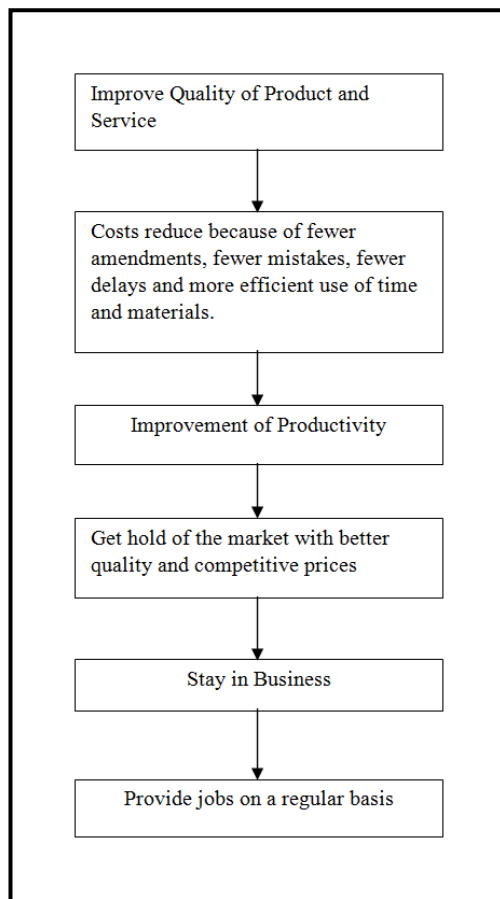 Improve Quality of Product and
Service
Costs reduce because of fewer
amendments, fewer mistakes, fewer
delays and more efficient use of time
and materials.
Improvement of Productivity
Get hold of the market with better
quality and competitive prices
Stay in Business
Provide jobs on a regular basis